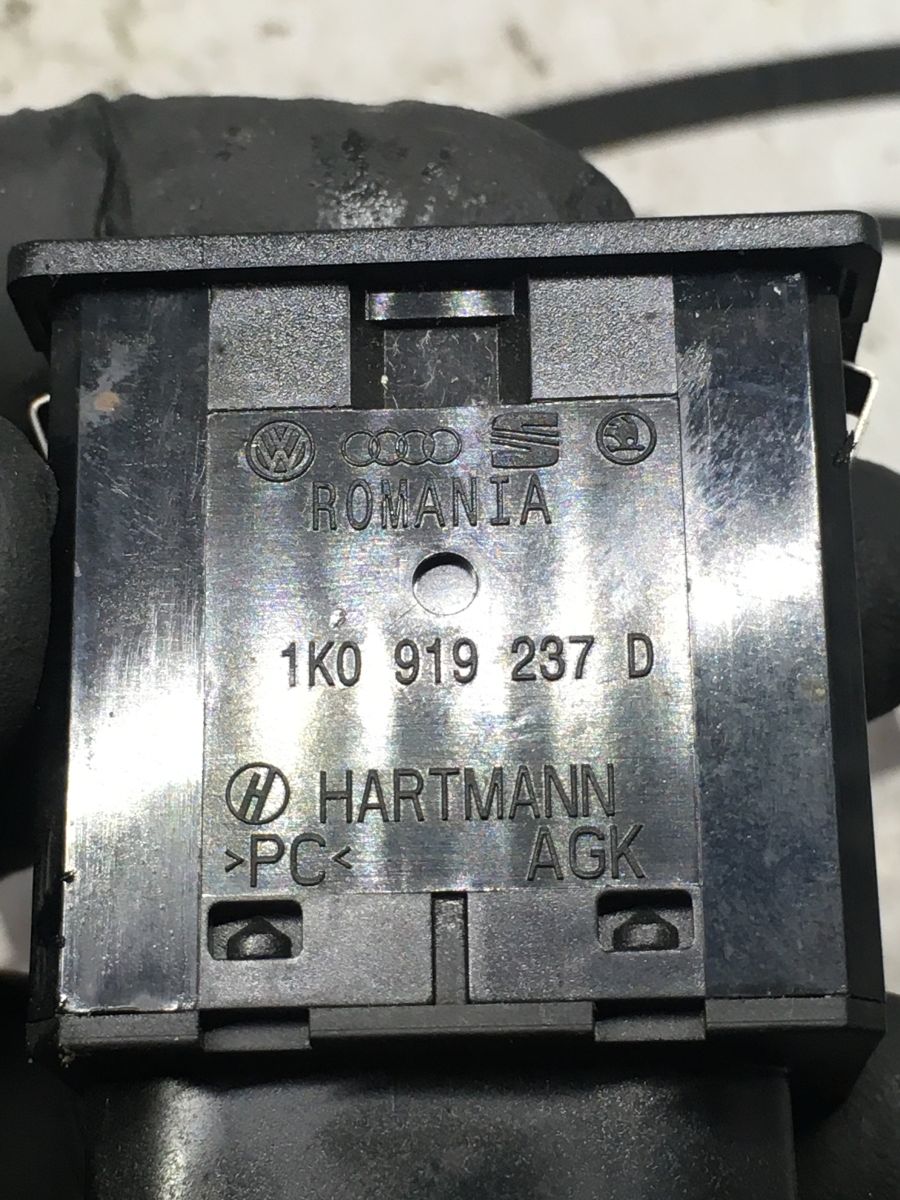 ROMANIA
1K0 919 237 D
HARTMANN
>PC< AGK